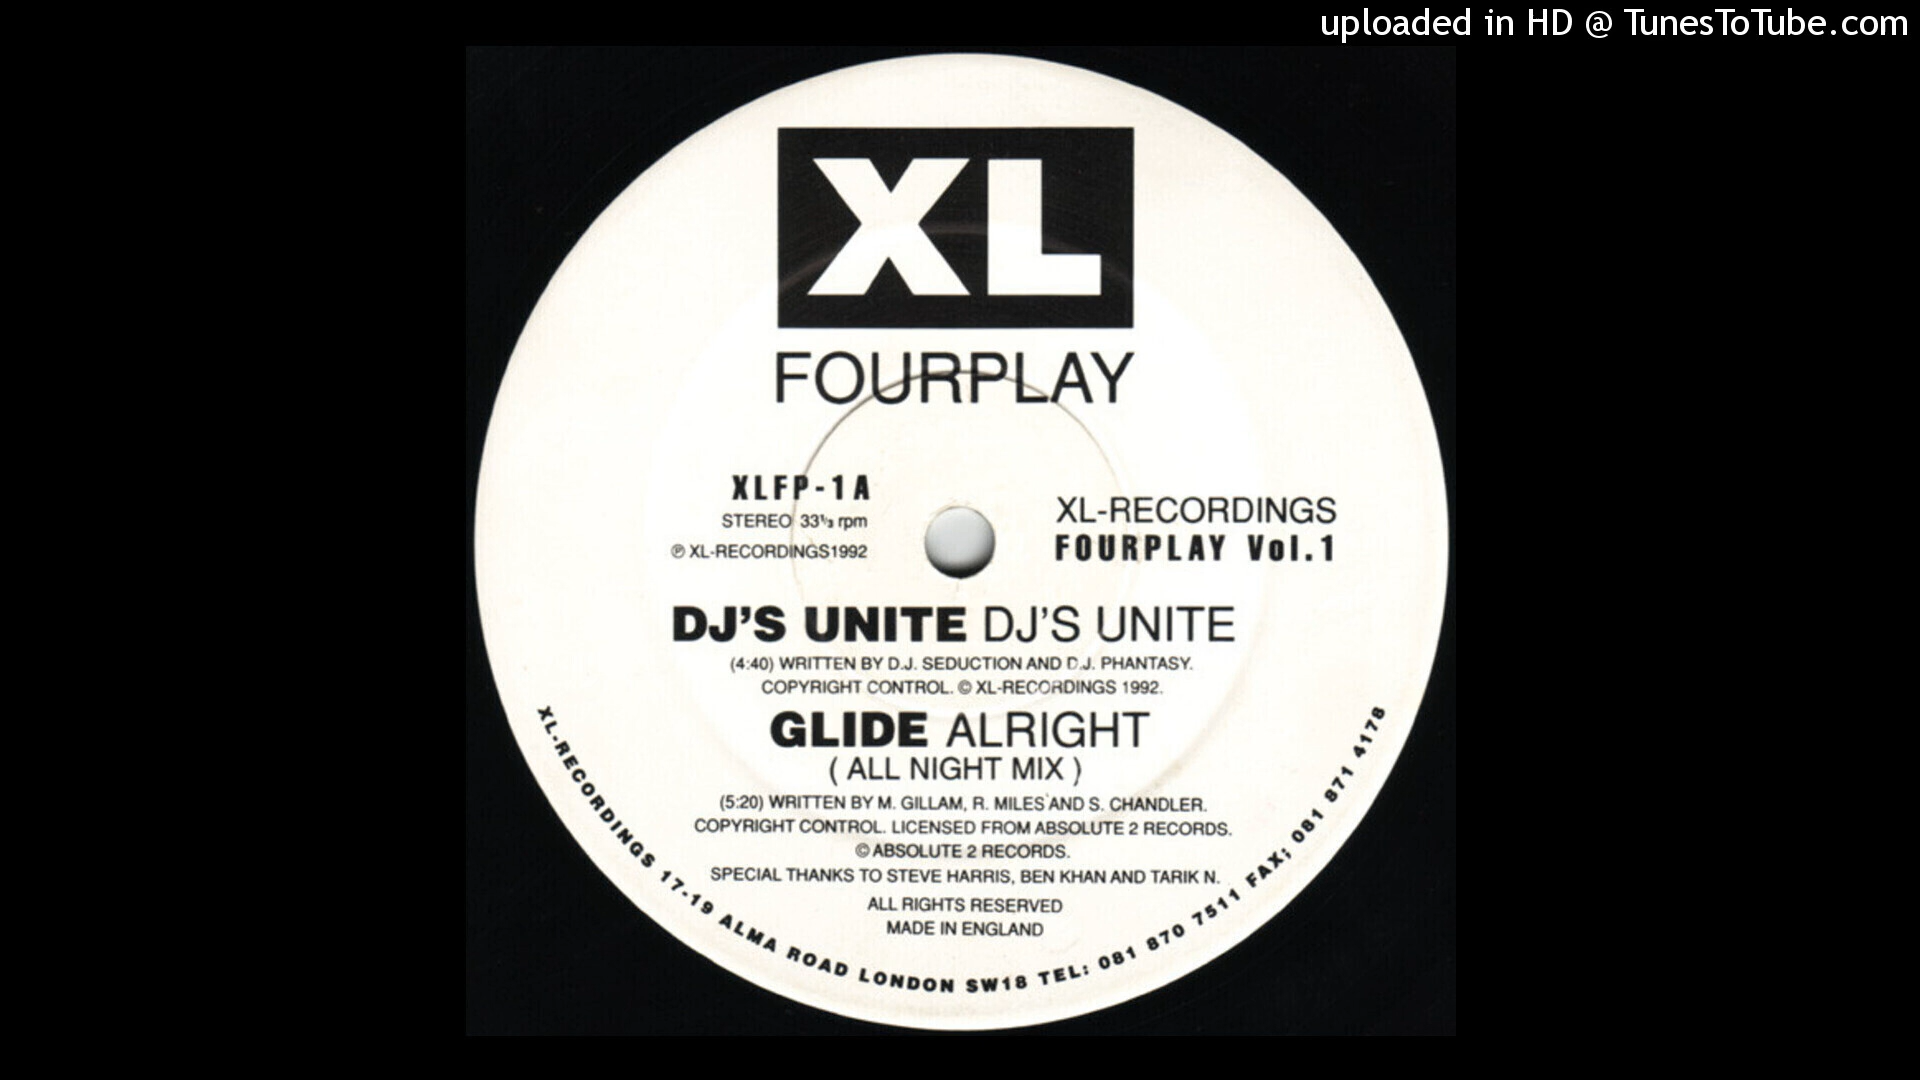 uploaded in HD @ TunesToTube.com
XL
FOURPLAY
XLFP-1A
STEREO 33⅓ rpm
℗ XL-RECORDINGS1992
XL-RECORDINGS
FOURPLAY Vol.1
DJ'S UNITE DJ'S UNITE
(4:40) WRITTEN BY D.J. SEDUCTION AND D.J. PHANTASY.
COPYRIGHT CONTROL. © XL-RECORDINGS 1992.
GLIDE ALRIGHT
( ALL NIGHT MIX )
(5:20) WRITTEN BY M. GILLAM, R. MILES AND S. CHANDLER.
COPYRIGHT CONTROL. LICENSED FROM ABSOLUTE 2 RECORDS.
© ABSOLUTE 2 RECORDS.
SPECIAL THANKS TO STEVE HARRIS, BEN KHAN AND TARIK N.
ALL RIGHTS RESERVED
MADE IN ENGLAND
XL-RECORDINGS 17-19 ALMA ROAD LONDON SW18 TEL: 081 870 7511 FAX; 081 871 4178